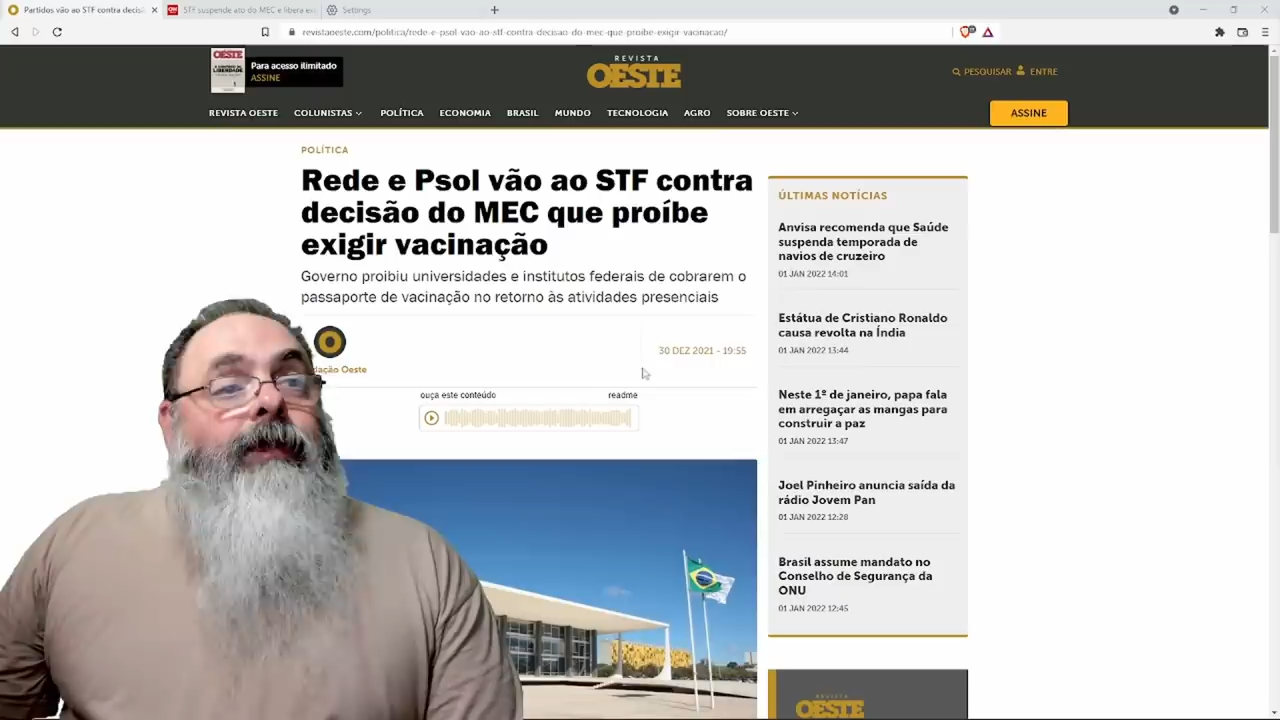 Partidos vão ao STF contra decis
STF suspende ato do MEC e libera ex
Settings
revistaoeste.com/politica/rede-e-psol-vao-ao-stf-contra-decisao-do-mec-que-proibe-exigir-vacinacao/
OESTE
Para acesso ilimitado
ASSINE
REVISTA
OESTE
PESQUISAR
ENTRE
REVISTA OESTE
COLUNISTAS
POLÍTICA
ECONOMIA
BRASIL
MUNDO
TECNOLOGIA
AGRO
SOBRE OESTE
ASSINE
POLÍTICA
Rede e Psol vão ao STF contra
decisão do MEC que proíbe
exigir vacinação
Governo proibiu universidades e institutos federais de cobrarem o
passaporte de vacinação no retorno às atividades presenciais
dação Oeste
30 DEZ 2021 - 19:55
ouça este conteúdo
readme
ÚLTIMAS NOTÍCIAS
Anvisa recomenda que Saúde
suspenda temporada de
navios de cruzeiro
01 JAN 2022 14:01
Estátua de Cristiano Ronaldo
causa revolta na Índia
01 JAN 2022 13:44
Neste 1º de janeiro, papa fala
em arregaçar as mangas para
construir a paz
01 JAN 2022 13:47
Joel Pinheiro anuncia saída da
rádio Jovem Pan
01 JAN 2022 12:28
Brasil assume mandato no
Conselho de Segurança da
ONU
01 JAN 2022 12:45
REVISTA
OESTE